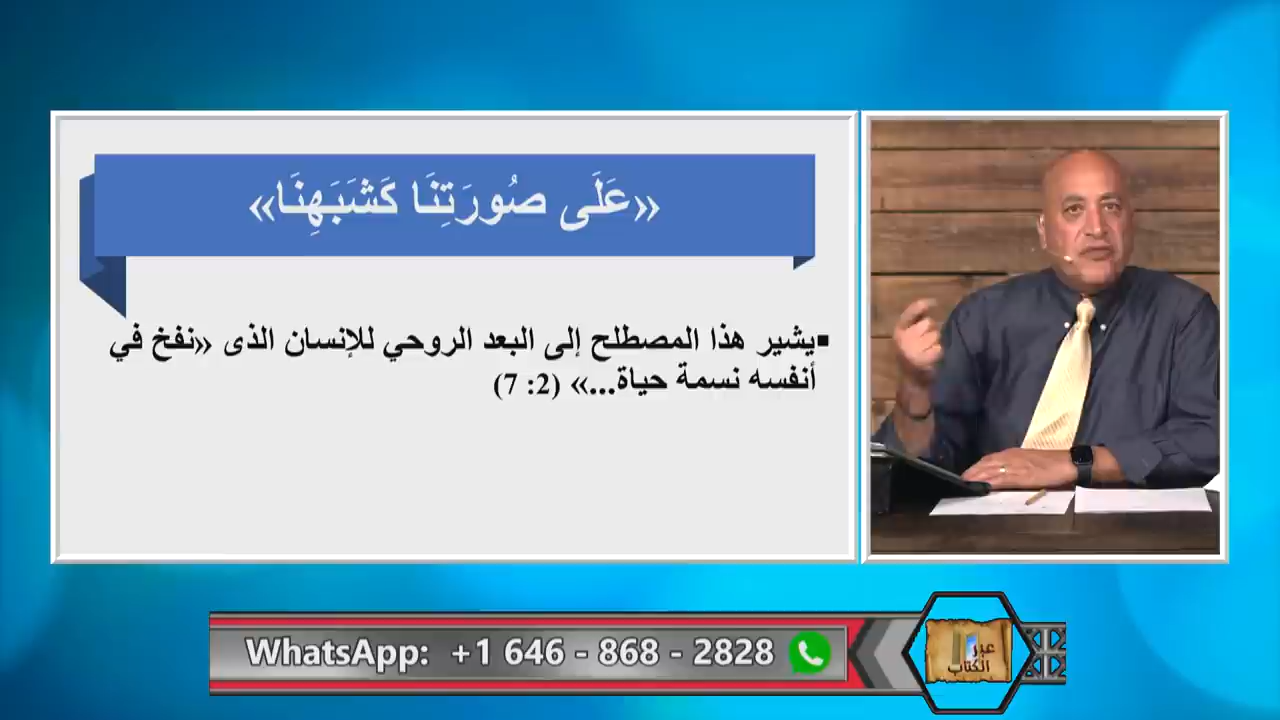 «عَلَى صُورَتِنَا كَشَبَهِنَا»
▪يشير هذا المصطلح إلى البعد الروحي للإنسان الذى «نفخ في
أنفسه نسمة حياة...» (2: 7)
WhatsApp: +1 646 - 868 - 2828
عبر
الكتاب